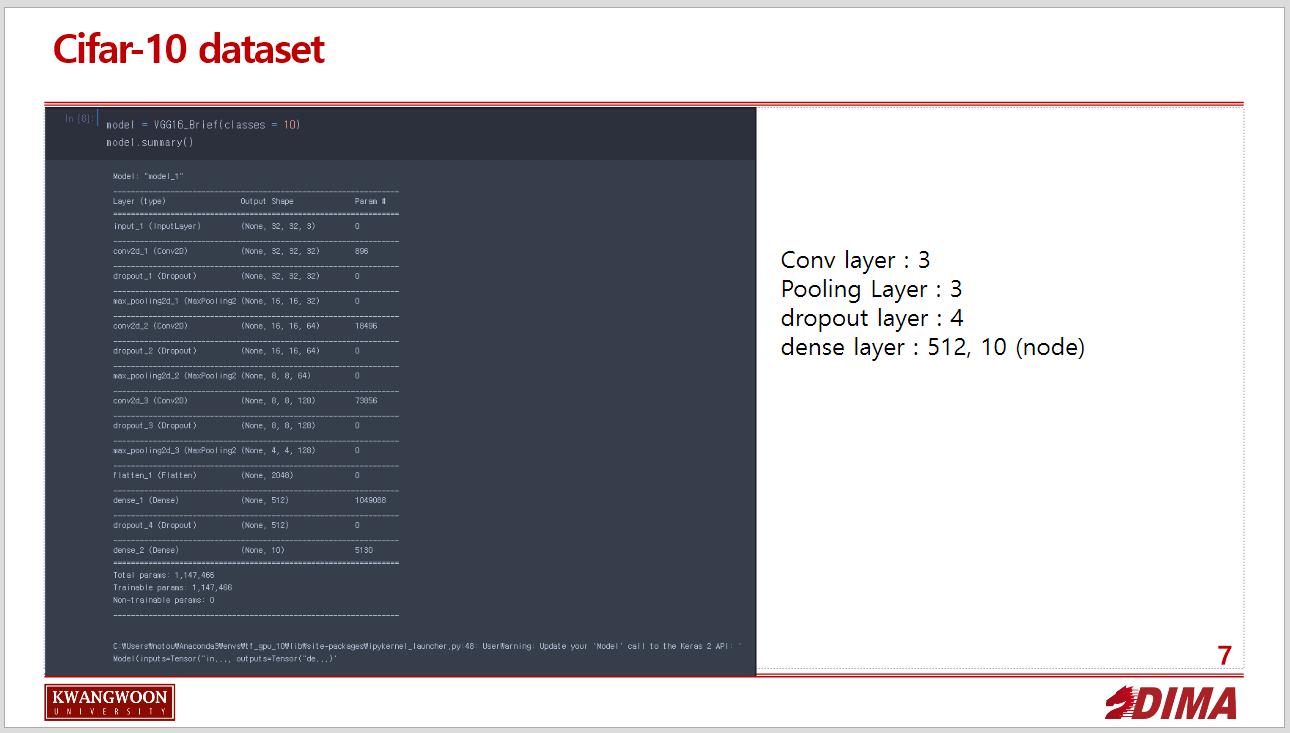 Cifar-10 dataset
In [8]:
model = VGG16_Brief(classes = 10)
model.summary()
Model: "model_1"
Layer (type) Output Shape Param #
input_1 (InputLayer) (None, 32, 32, 3) 0
conv2d_1 (Conv2D) (None, 32, 32, 32) 896
dropout_1 (Dropout) (None, 32, 32, 32) 0
max_pooling2d_1 (MaxPooling2 (None, 16, 16, 32) 0
conv2d_2 (Conv2D) (None, 16, 16, 64) 18496
dropout_2 (Dropout) (None, 16, 16, 64) 0
max_pooling2d_2 (MaxPooling2 (None, 8, 8, 64) 0
conv2d_3 (Conv2D) (None, 8, 8, 128) 73856
dropout_3 (Dropout) (None, 8, 8, 128) 0
max_pooling2d_3 (MaxPooling2 (None, 4, 4, 128) 0
flatten_1 (Flatten) (None, 2048) 0
dense_1 (Dense) (None, 512) 1049088
dropout_4 (Dropout) (None, 512) 0
dense_2 (Dense) (None, 10) 5130
Total params: 1,147,466
Trainable params: 1,147,466
Non-trainable params: 0
C:₩Users₩notou₩Anaconda3₩envs₩tf_gpu_10₩lib₩site-packages₩ipykernel_launcher.py:48: UserWarning: Update your `Model` call to the Keras 2 API: `
Model(inputs=Tensor("in..., outputs=Tensor("de...)`
Conv layer : 3
Pooling Layer : 3
dropout layer : 4
dense layer : 512, 10 (node)
7
KWANGWOON
UNIVERSITY
DIMA